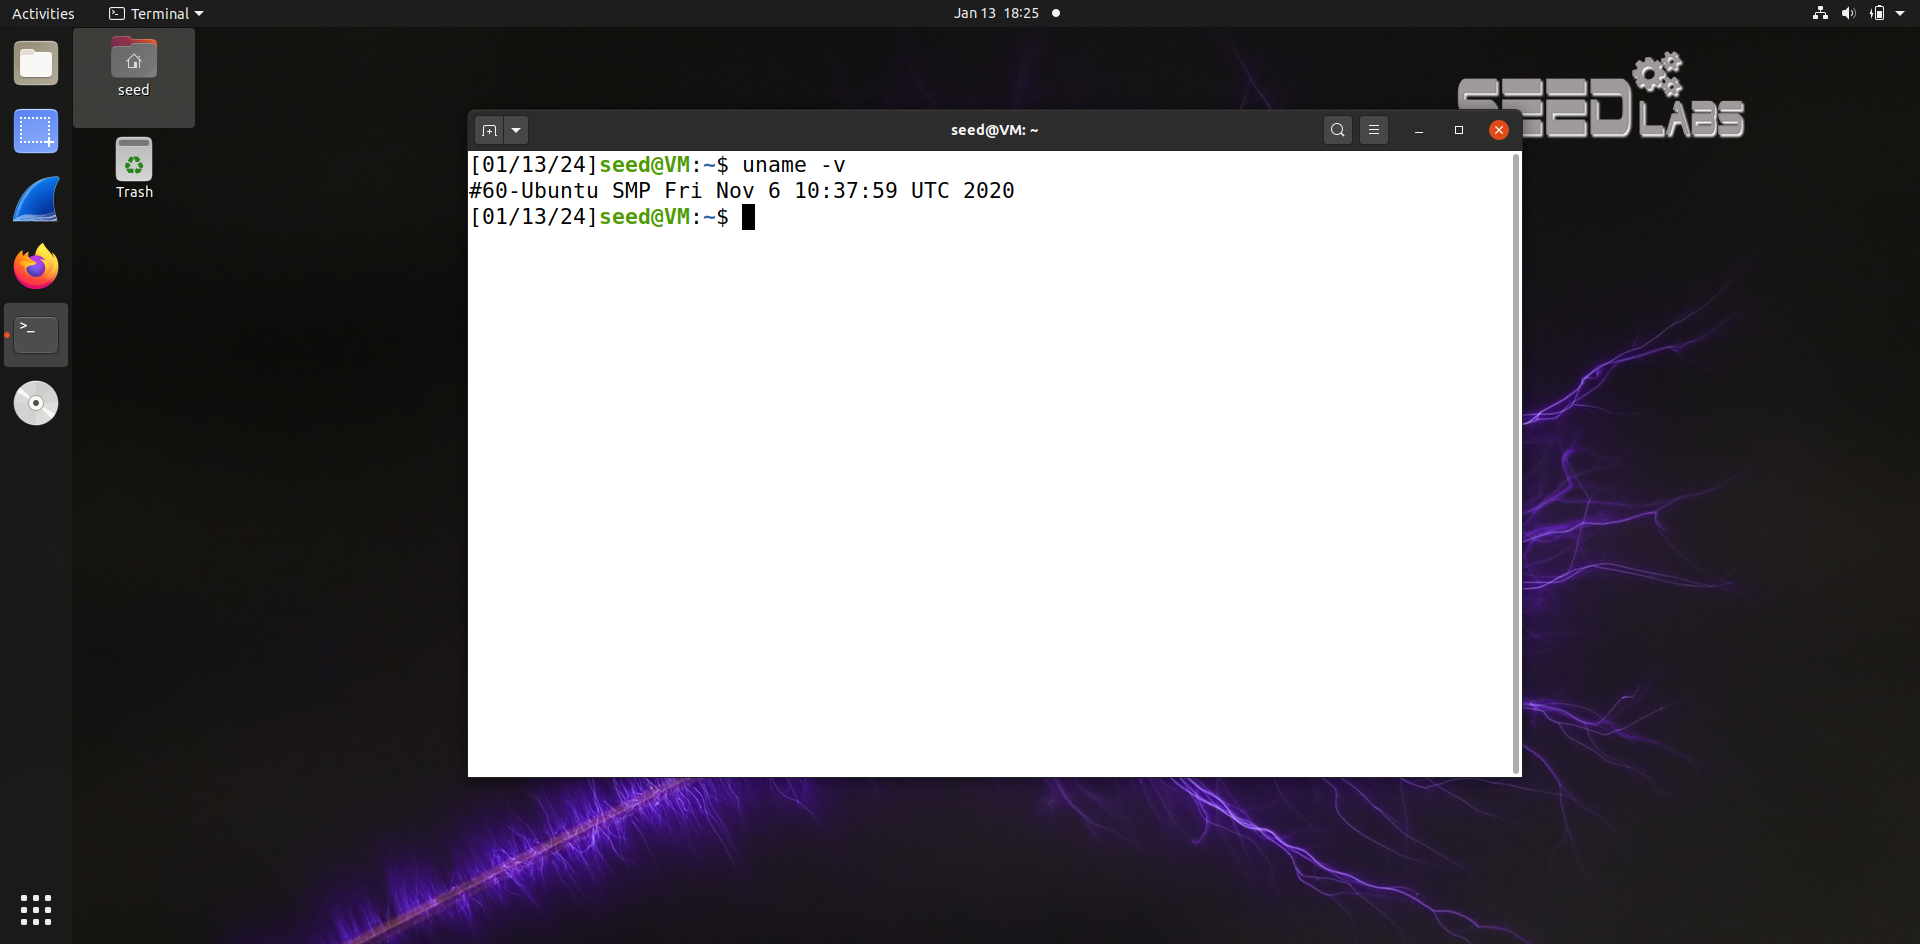 Activities
Terminal
Jan 13 18:25
seed
Trash
SEED
LABS
seed@VM: ~
[01/13/24]seed@VM:~$ uname -v
#60-Ubuntu SMP Fri Nov 6 10:37:59 UTC 2020
[01/13/24]seed@VM:~$
>_